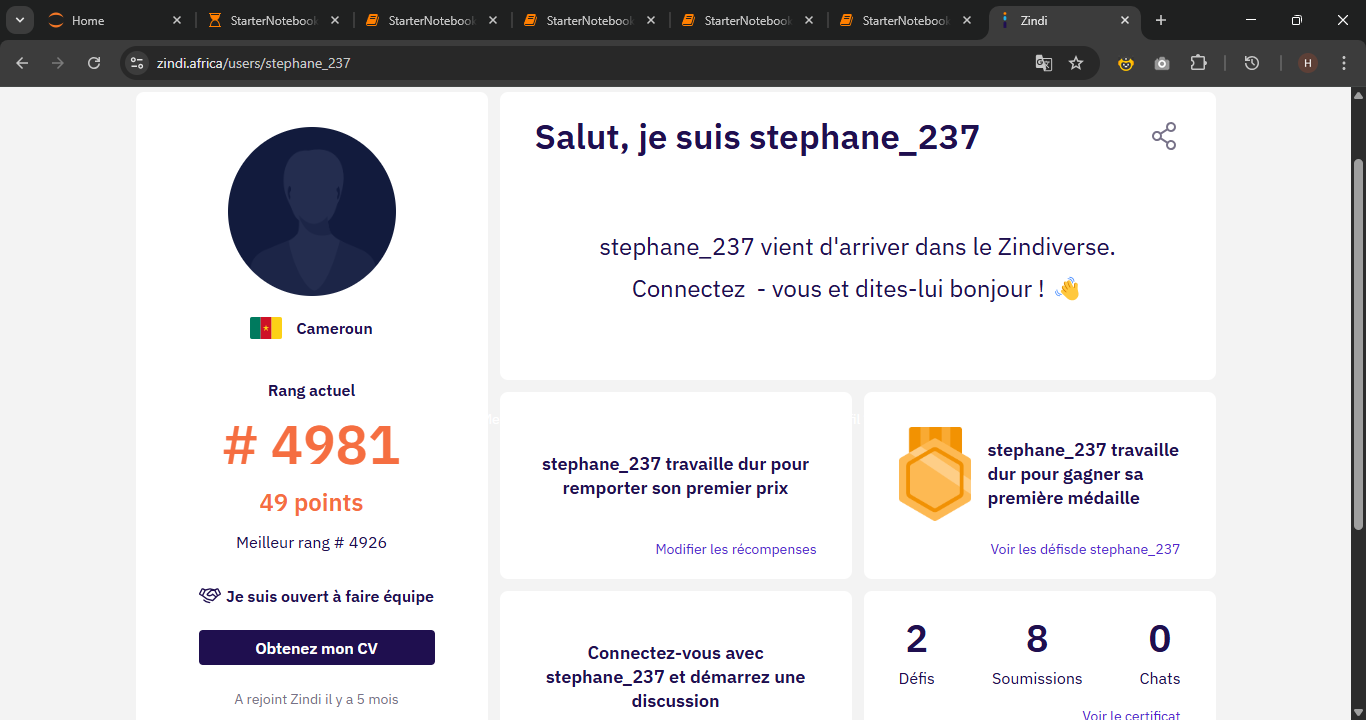 Home
StarterNotebook
StarterNotebook
StarterNotebook
StarterNotebook
StarterNotebook
Zindi
zindi.africa/users/stephane_237
H
Salut, je suis stephane_237
stephane_237 vient d'arriver dans le Zindiverse.
Connectez - vous et dites-lui bonjour ! 👋
Cameroun
Rang actuel
# 4981
49 points
Meilleur rang # 4926
Je suis ouvert à faire équipe
Obtenez mon CV
A rejoint Zindi il y a 5 mois
stephane_237 travaille dur pour
remporter son premier prix
Modifier les récompenses
stephane_237 travaille
dur pour gagner sa
première médaille
Voir les défisde stephane_237
Connectez-vous avec
stephane_237 et démarrez une
discussion
2
Défis
8
Soumissions
0
Chats
Voir le certificat